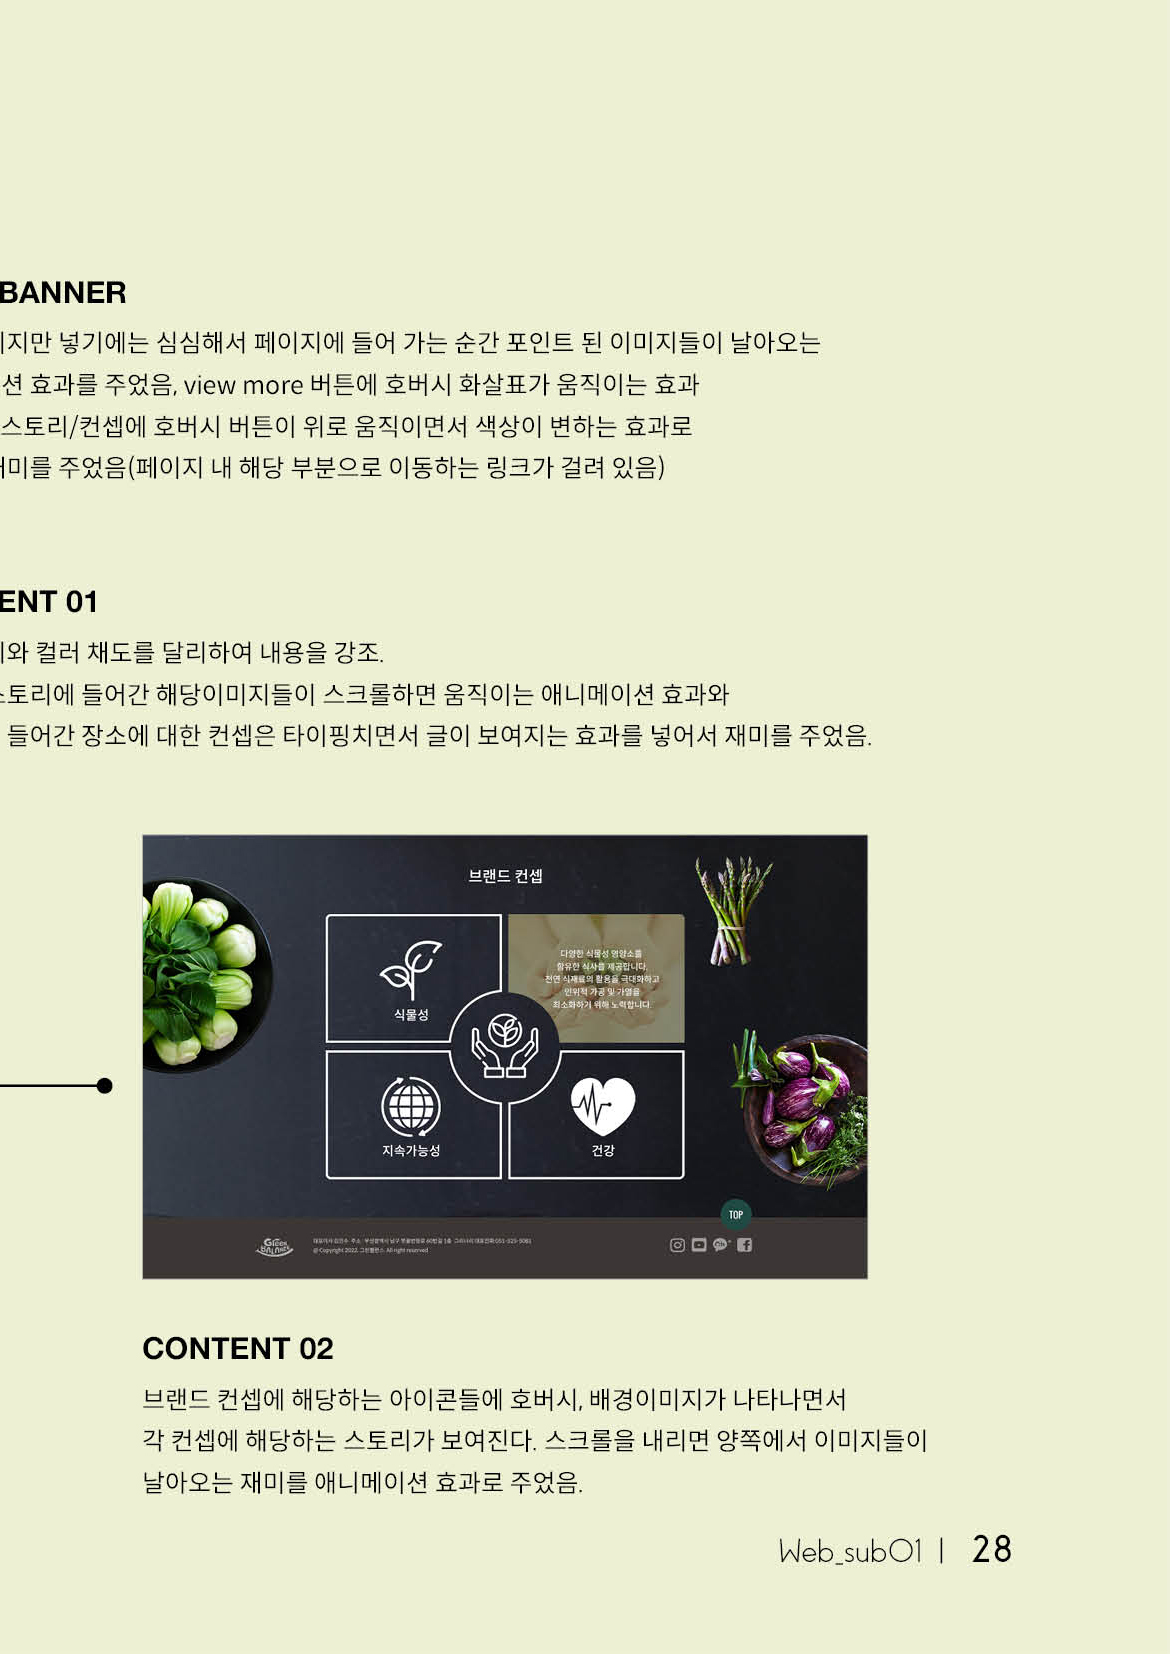 BANNER
지만 넣기에는 심심해서 페이지에 들어 가는 순간 포인트 된 이미지들이 날아오는
션 효과를 주었음, view more 버튼에 호버시 화살표가 움직이는 효과
스토리/컨셉에 호버시 버튼이 위로 움직이면서 색상이 변하는 효과로
재미를 주었음(페이지 내 해당 부분으로 이동하는 링크가 걸려 있음)
ENT 01
와 컬러 채도를 달리하여 내용을 강조.
스토리에 들어간 해당이미지들이 스크롤하면 움직이는 애니메이션 효과와
들어간 장소에 대한 컨셉은 타이핑치면서 글이 보여지는 효과를 넣어서 재미를 주었음.
브랜드 컨셉
식물성
다양한 식물성 영양소를
함유한 식사를 제공합니다.
천연 식재료의 활용을 극대화하고
인위적 가공 및 가열을
최소화하기 위해 노력합니다.
지속가능성
건강
TOP
Green
BALANCE
@ Copyright 2022. 그린밸런스. All right reserved
CONTENT 02
브랜드 컨셉에 해당하는 아이콘들에 호버시, 배경이미지가 나타나면서
각 컨셉에 해당하는 스토리가 보여진다. 스크롤을 내리면 양쪽에서 이미지들이
날아오는 재미를 애니메이션 효과로 주었음.
Web_sub01 | 28